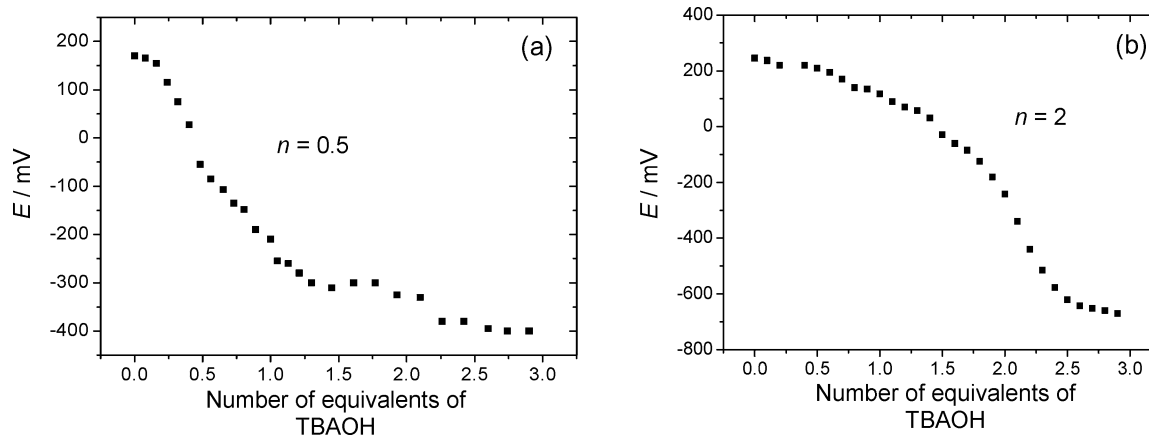 (a)
n = 0.5
E / mV
200
100
0
-100
-200
-300
-400
0.0 0.5 1.0 1.5 2.0 2.5 3.0
Number of equivalents of
TBAOH
(b)
n = 2
E / mV
400
200
0
-200
-400
-600
-800
0.0 0.5 1.0 1.5 2.0 2.5 3.0
Number of equivalents of
TBAOH